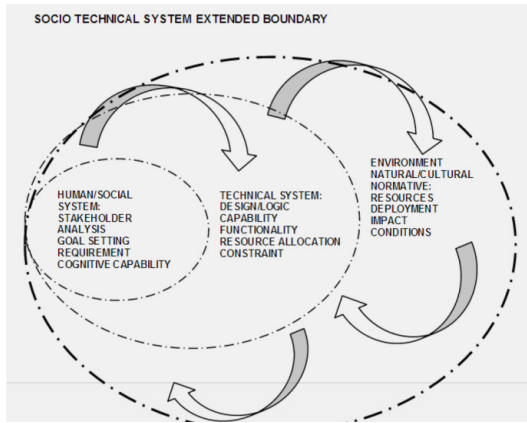 SOCIO TECHNICAL SYSTEM EXTENDED BOUNDARY
HUMAN/SOCIAL
SYSTEM:
STAKEHOLDER
ANALYSIS
GOAL SETTING
REQUIREMENT
COGNITIVE CAPABILITY
TECHNICAL SYSTEM:
DESIGN/LOGIC
CAPABILITY
FUNCTIONALITY
RESOURCE ALLOCATION
CONSTRAINT
ENVIRONMENT
NATURAL/CULTURAL
NORMATIVE:
RESOURCES
DEPLOYMENT
IMPACT
CONDITIONS